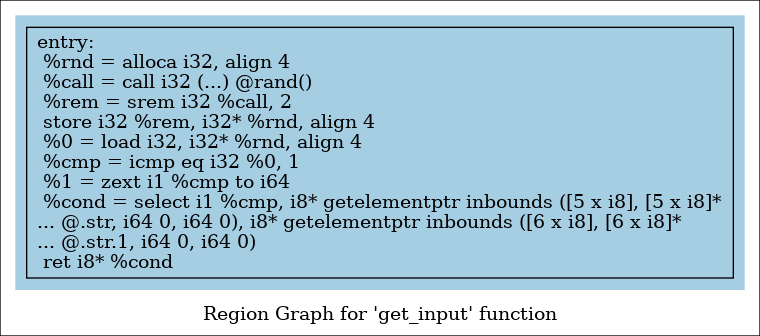 entry:
%rnd = alloca i32, align 4
%call = call i32 (...) @rand()
%rem = srem i32 %call, 2
store i32 %rem, i32* %rnd, align 4
%0 = load i32, i32* %rnd, align 4
%cmp = icmp eq i32 %0, 1
%1 = zext i1 %cmp to i64
%cond = select i1 %cmp, i8* getelementptr inbounds ([5 x i8], [5 x i8]*
... @.str, i64 0, i64 0), i8* getelementptr inbounds ([6 x i8], [6 x i8]*
... @.str.1, i64 0, i64 0)
ret i8* %cond
Region Graph for 'get_input' function